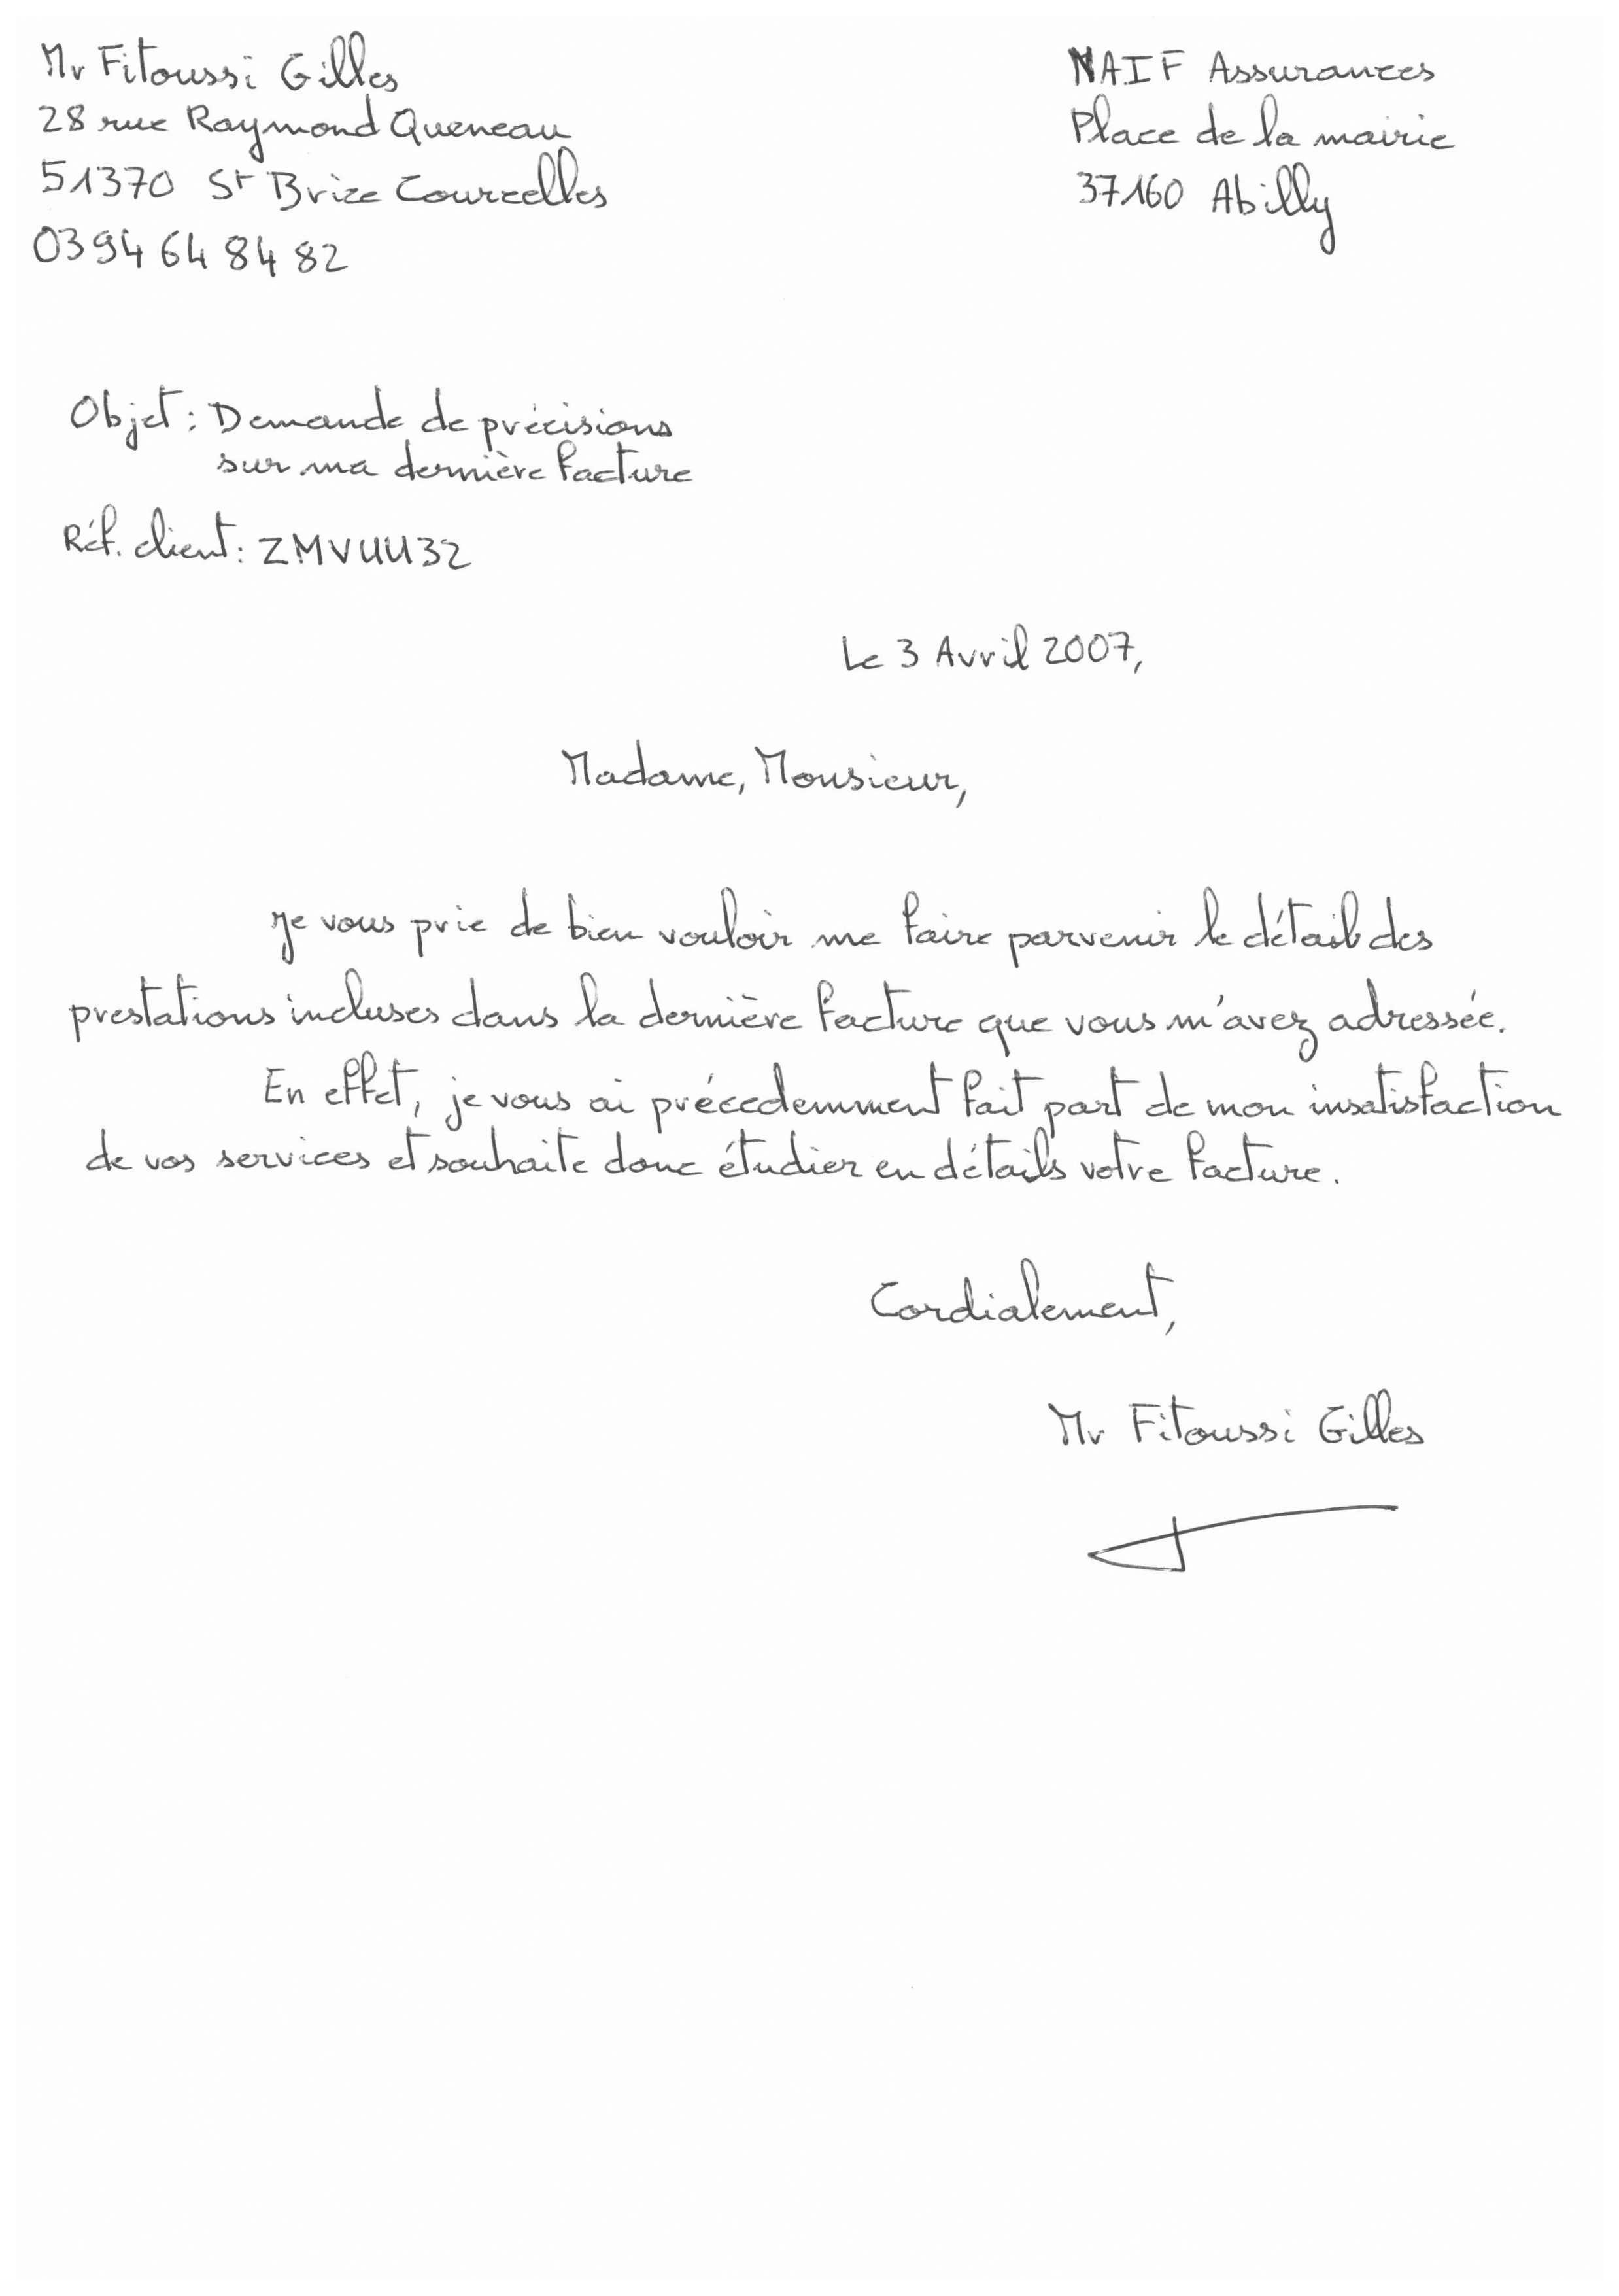 Mr Fitoussi Gilles
28 rue Raymond Queneau
51370 St Brice Courcelles
03 94 64 84 82
NAIF Assurances
Place de la mairie
37160 Abilly
Objet : Demande de précisions
sur ma dernière facture
Réf. client : ZMVUU32
Le 3 Avril 2007,
Madame, Monsieur,
Je vous prie de bien vouloir me faire parvenir le détail des
prestations incluses dans la dernière facture que vous m'avez adressée.
En effet, je vous ai précedemment fait part de mon insatisfaction
de vos services et souhaite donc étudier en détails votre facture.
Cordialement,
Mr Fitoussi Gilles